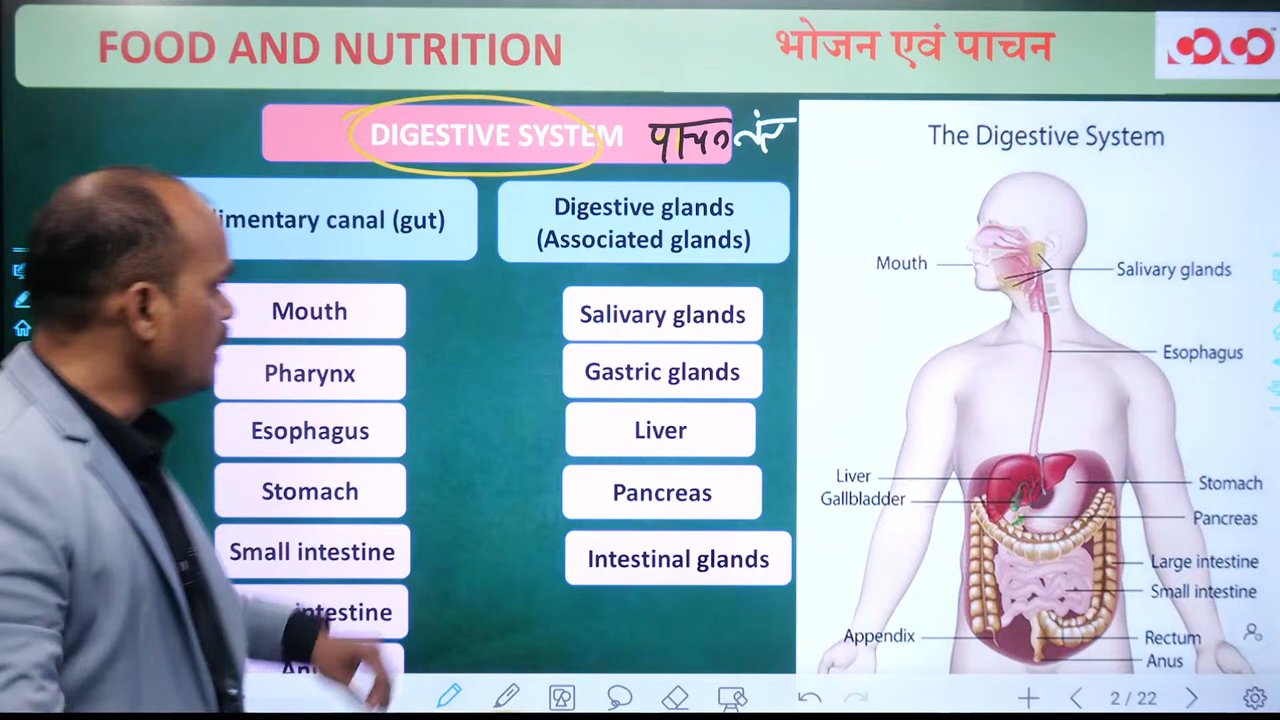 FOOD AND NUTRITION
भोजन एवं पाचन
DIGESTIVE SYSTEM पाचन तंत्र
limentary canal (gut)
Digestive glands
(Associated glands)
Mouth
Pharynx
Esophagus
Stomach
Small intestine
intestine
An
Salivary glands
Gastric glands
Liver
Pancreas
Intestinal glands
The Digestive System
Mouth
Salivary glands
Esophagus
Liver
Gallbladder
Stomach
Pancreas
Large intestine
Small intestine
Appendix
Rectum
Anus
2 / 22